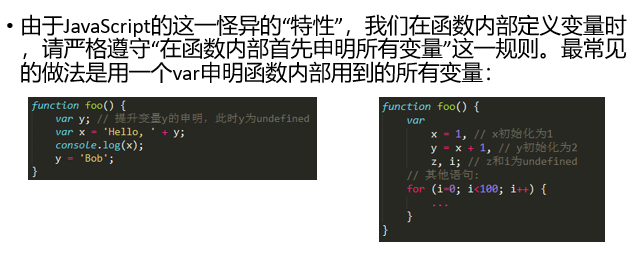 • 由于JavaScript的这一怪异的“特性”，我们在函数内部定义变量时
，请严格遵守“在函数内部首先申明所有变量”这一规则。最常见
的做法是用一个var申明函数内部用到的所有变量：
function foo() {
    var y; // 提升变量y的申明，此时y为undefined
    var x = 'Hello, ' + y;
    console.log(x);
    y = 'Bob';
}
function foo() {
    var
        x = 1, // x初始化为1
        y = x + 1, // y初始化为2
        z, i; // z和i为undefined
    // 其他语句:
    for (i=0; i<100; i++) {
        ...
    }
}